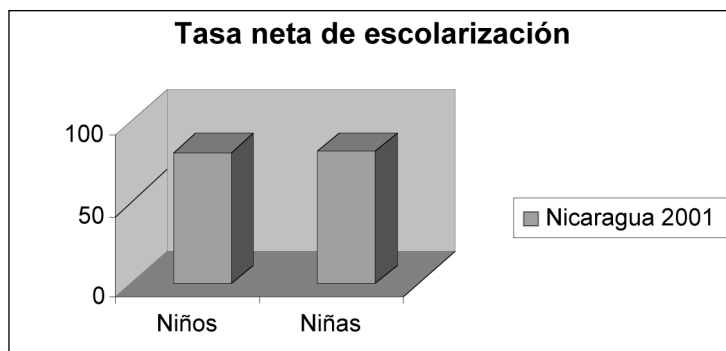 Tasa neta de escolarización
100
50
0
Niños
Niñas
Nicaragua 2001